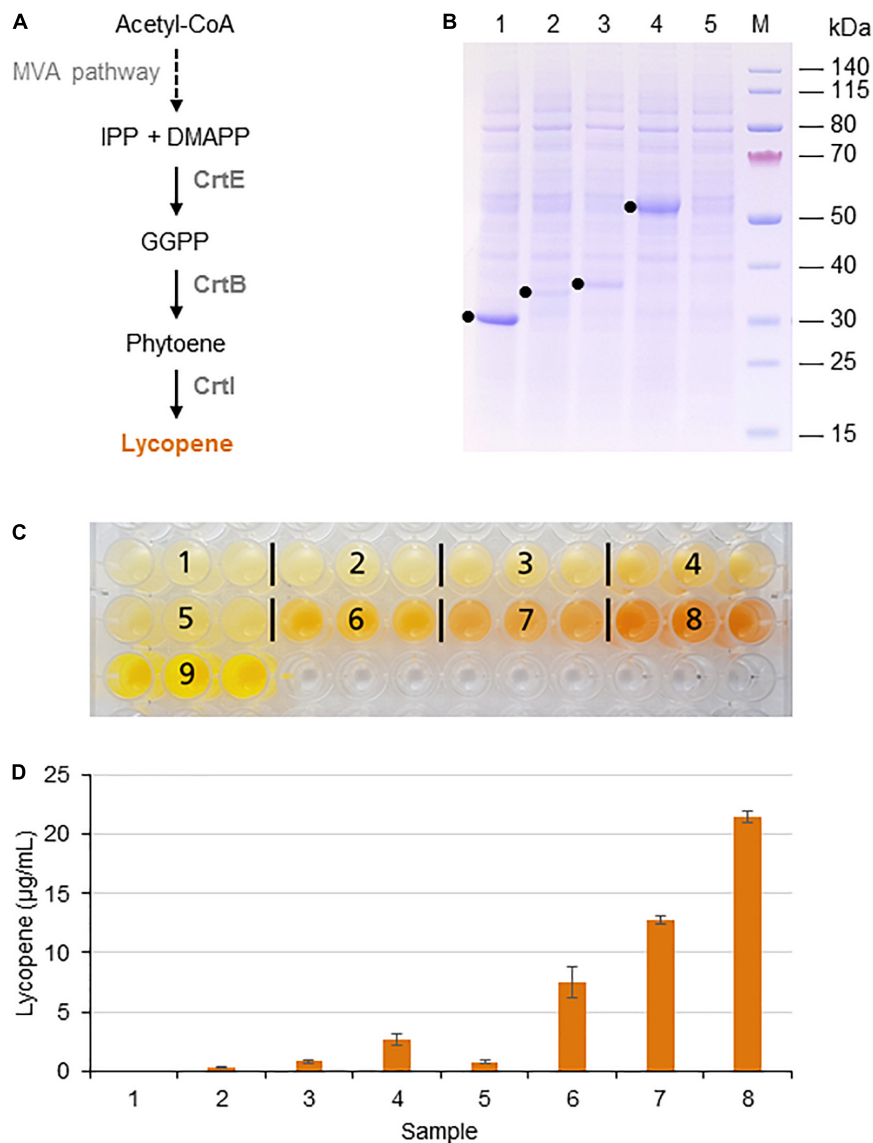 A
Acetyl-CoA
MVA pathway
IPP + DMAPP
CrtE
GGPP
CrtB
Phytoene
CrtI
Lycopene
B 1 2 3 4 5 M kDa
140
115
80
70
50
40
30
25
15
C
1 2 3 4
5 6 7 8
9
D
Lycopene (µg/mL)
25
20
15
10
5
0
1 2 3 4 5 6 7 8
Sample